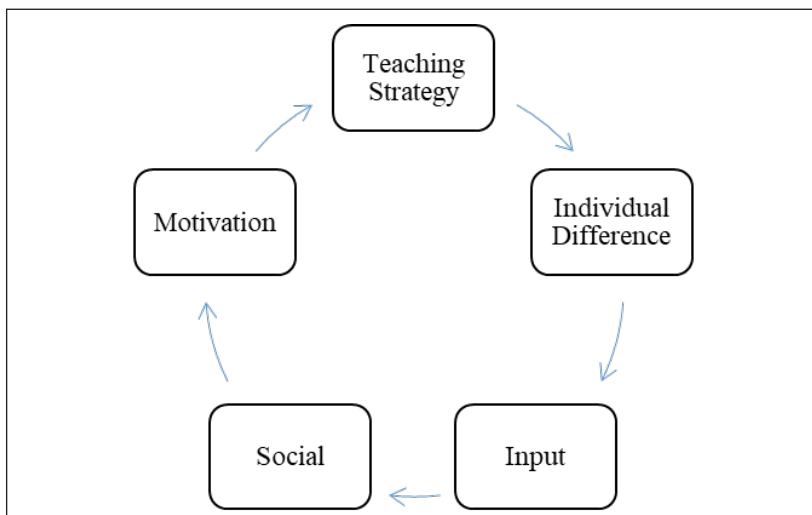 Teaching
Strategy
Individual
Difference
Input
Social
Motivation